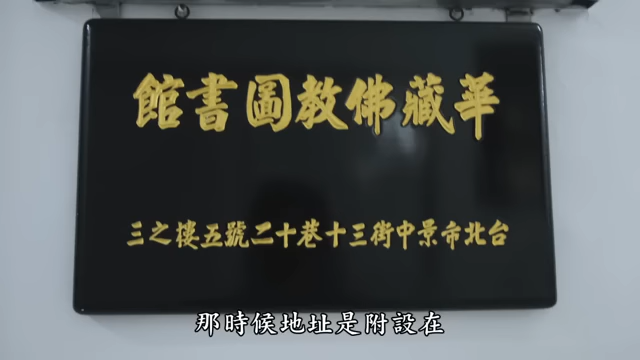 華藏佛教圖書館
台北市景中街三十巷十二號五樓之三
那時候地址是附設在